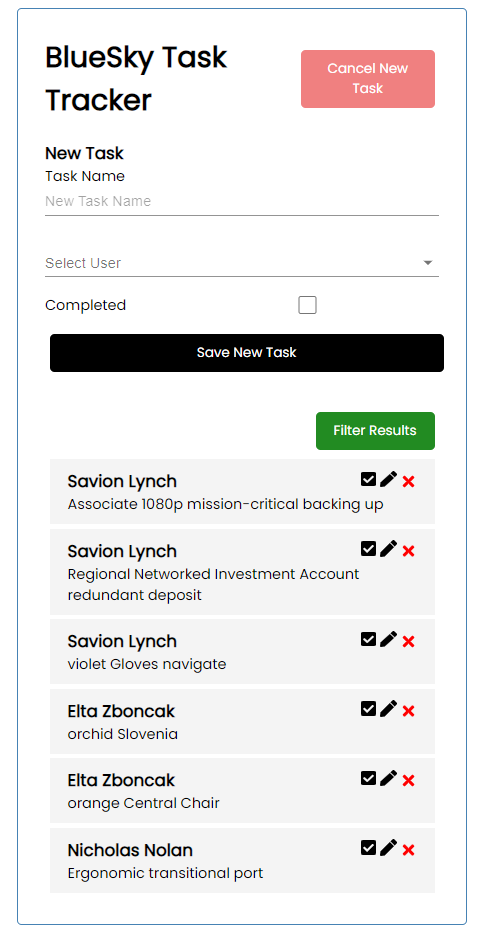 BlueSky Task
Tracker
Cancel New
Task
New Task
Task Name
New Task Name
Select User
Completed
Save New Task
Filter Results
Savion Lynch
Associate 1080p mission-critical backing up
Savion Lynch
Regional Networked Investment Account
redundant deposit
Savion Lynch
violet Gloves navigate
Elta Zboncak
orchid Slovenia
Elta Zboncak
orange Central Chair
Nicholas Nolan
Ergonomic transitional port